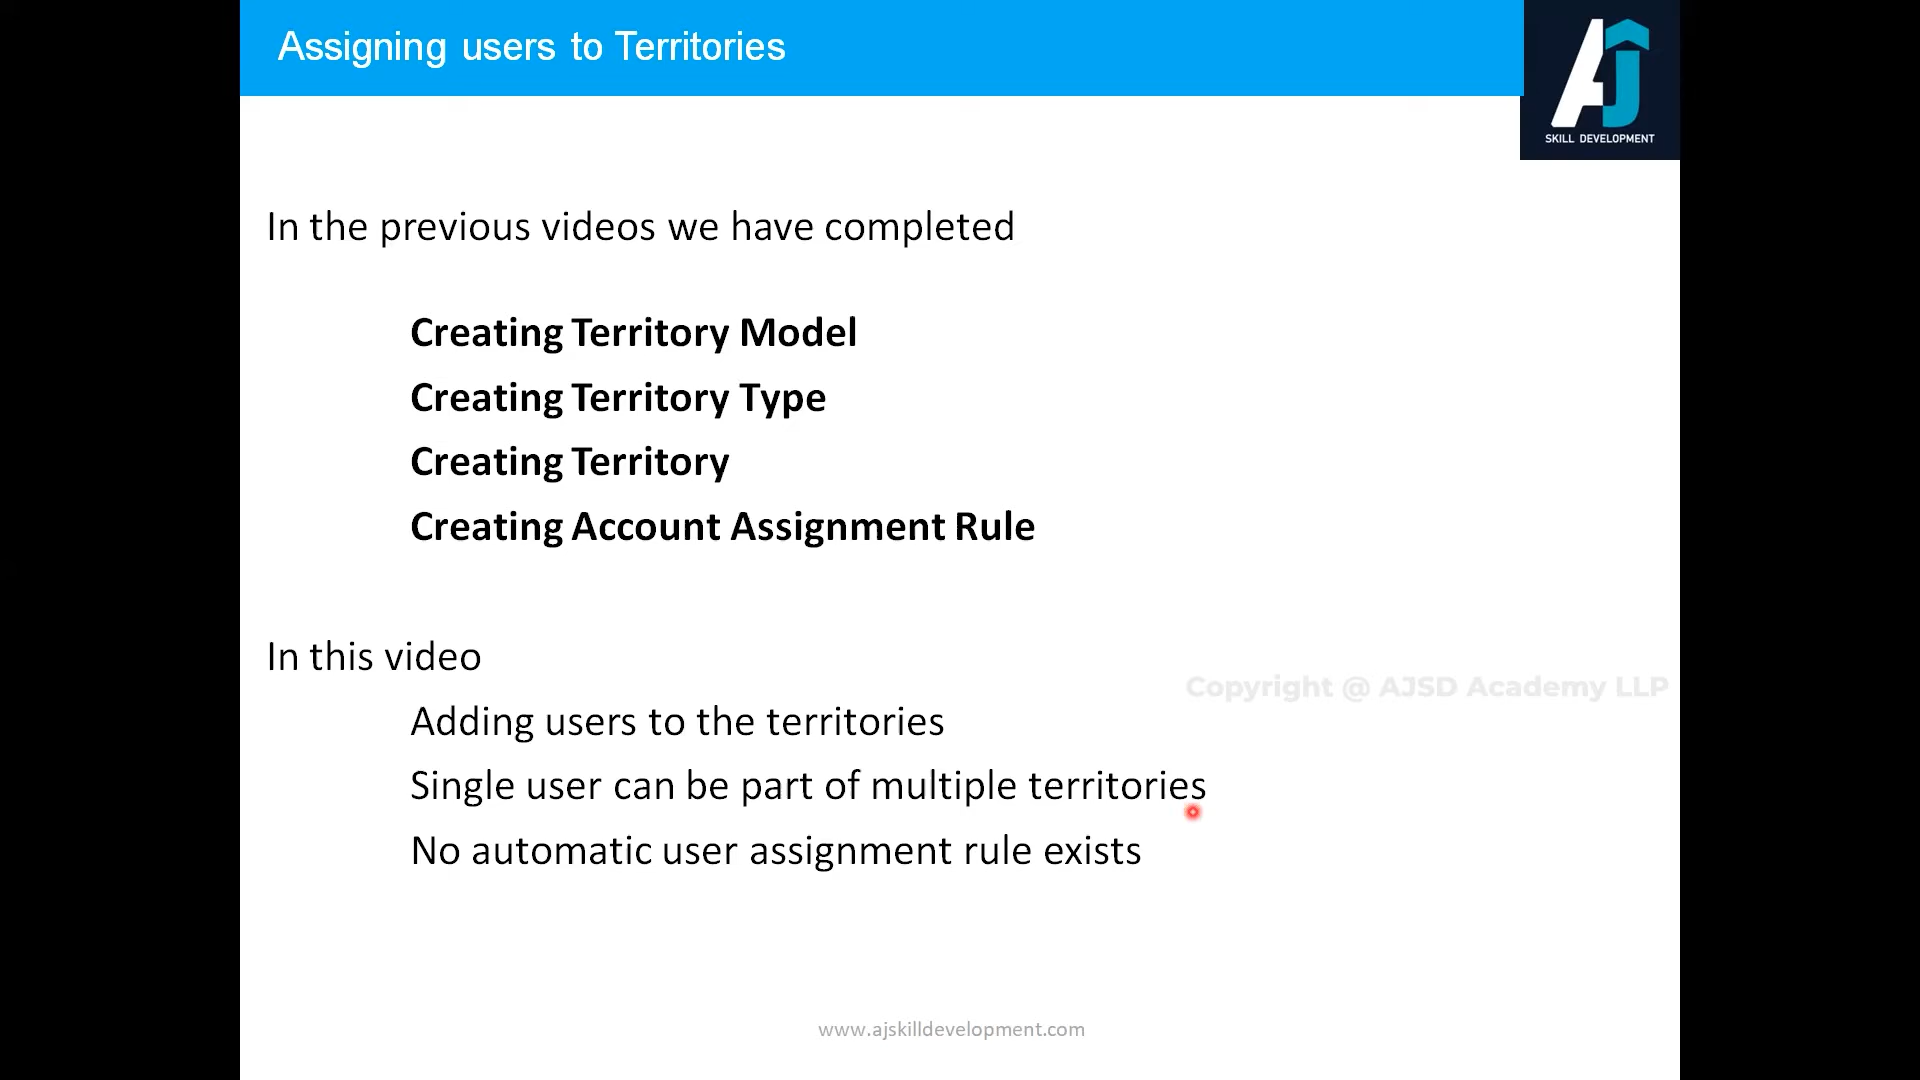 Assigning users to Territories
AJ
SKILL DEVELOPMENT
In the previous videos we have completed
Creating Territory Model
Creating Territory Type
Creating Territory
Creating Account Assignment Rule
In this video
Copyright @ AJSD Academy LLP
Adding users to the territories
Single user can be part of multiple territories
No automatic user assignment rule exists
www.ajskilldevelopment.com